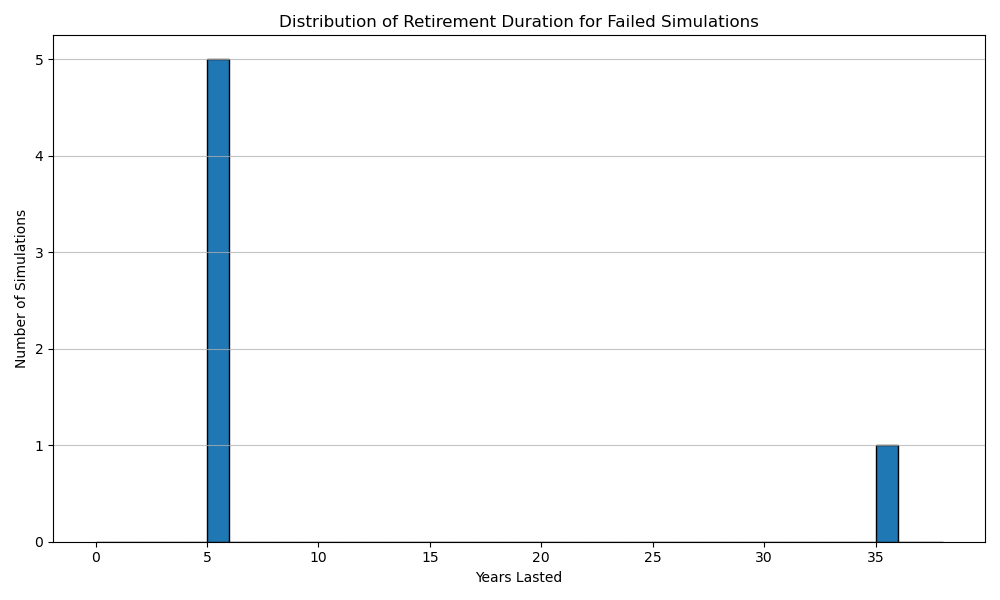 Distribution of Retirement Duration for Failed Simulations
Number of Simulations
5
4
3
2
1
0
0 5 10 15 20 25 30 35
Years Lasted